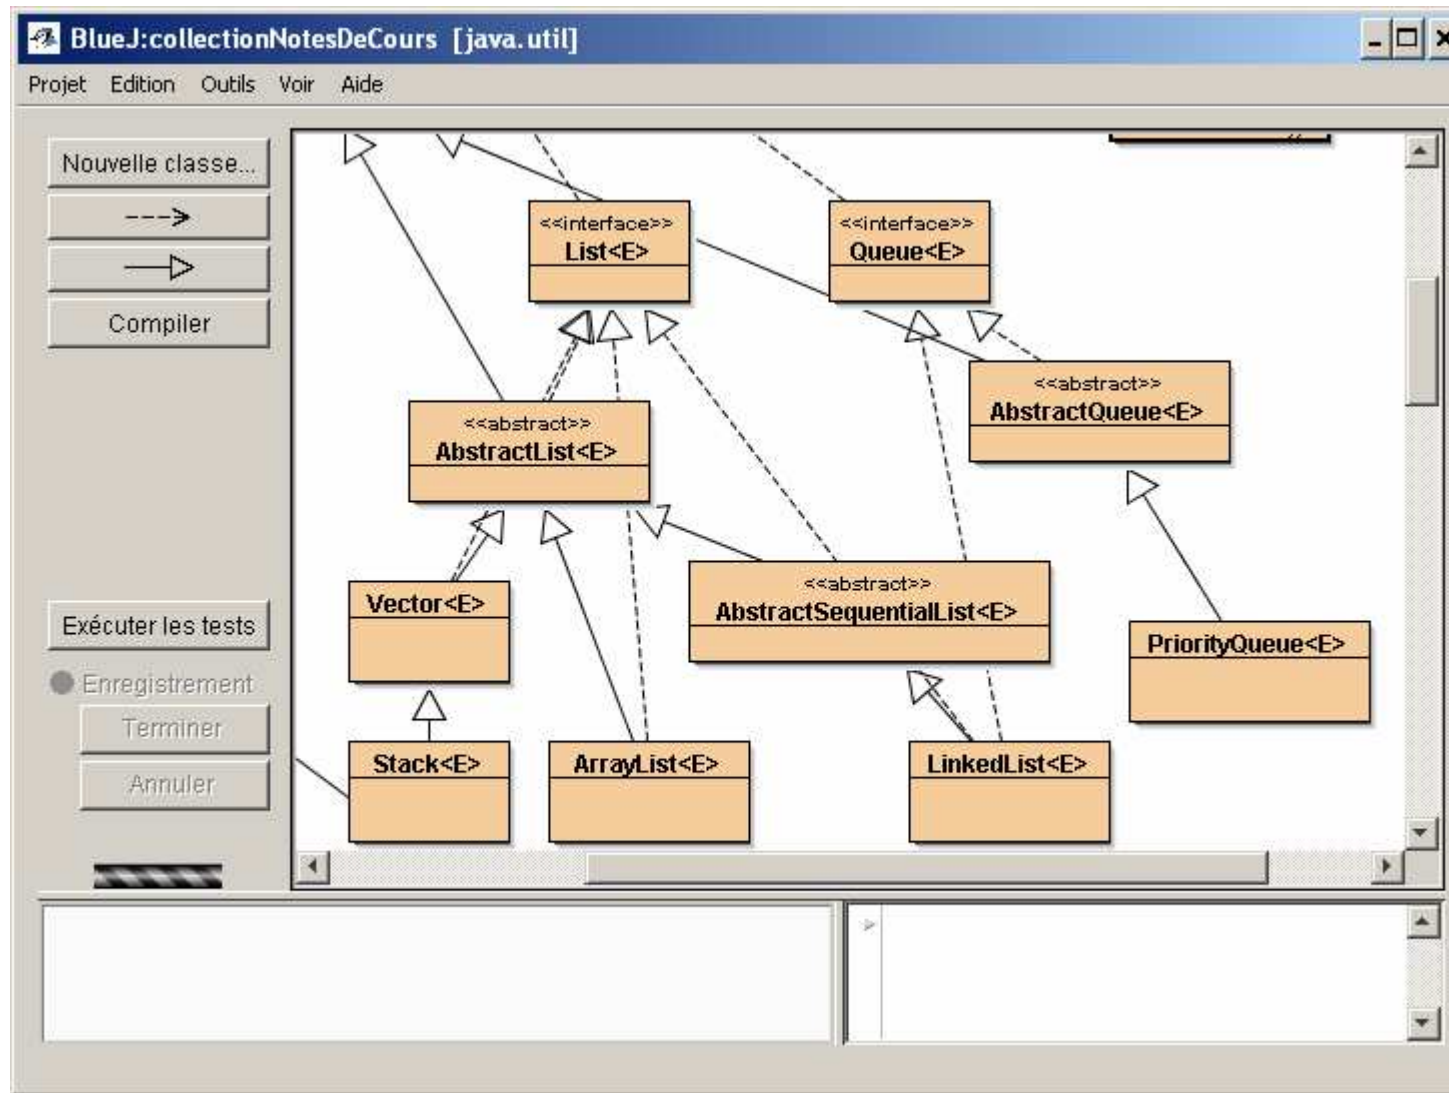 BlueJ:collectionNotesDeCours [java.util]
Projet Edition Outils Voir Aide
Nouvelle classe...
Compiler
Exécuter les tests
Enregistrement
Terminer
Annuler
<<interface>>
List<E>
<<interface>>
Queue<E>
<<abstract>>
AbstractQueue<E>
<<abstract>>
AbstractList<E>
<<abstract>>
AbstractSequentialList<E>
Vector<E>
PriorityQueue<E>
Stack<E>
ArrayList<E>
LinkedList<E>